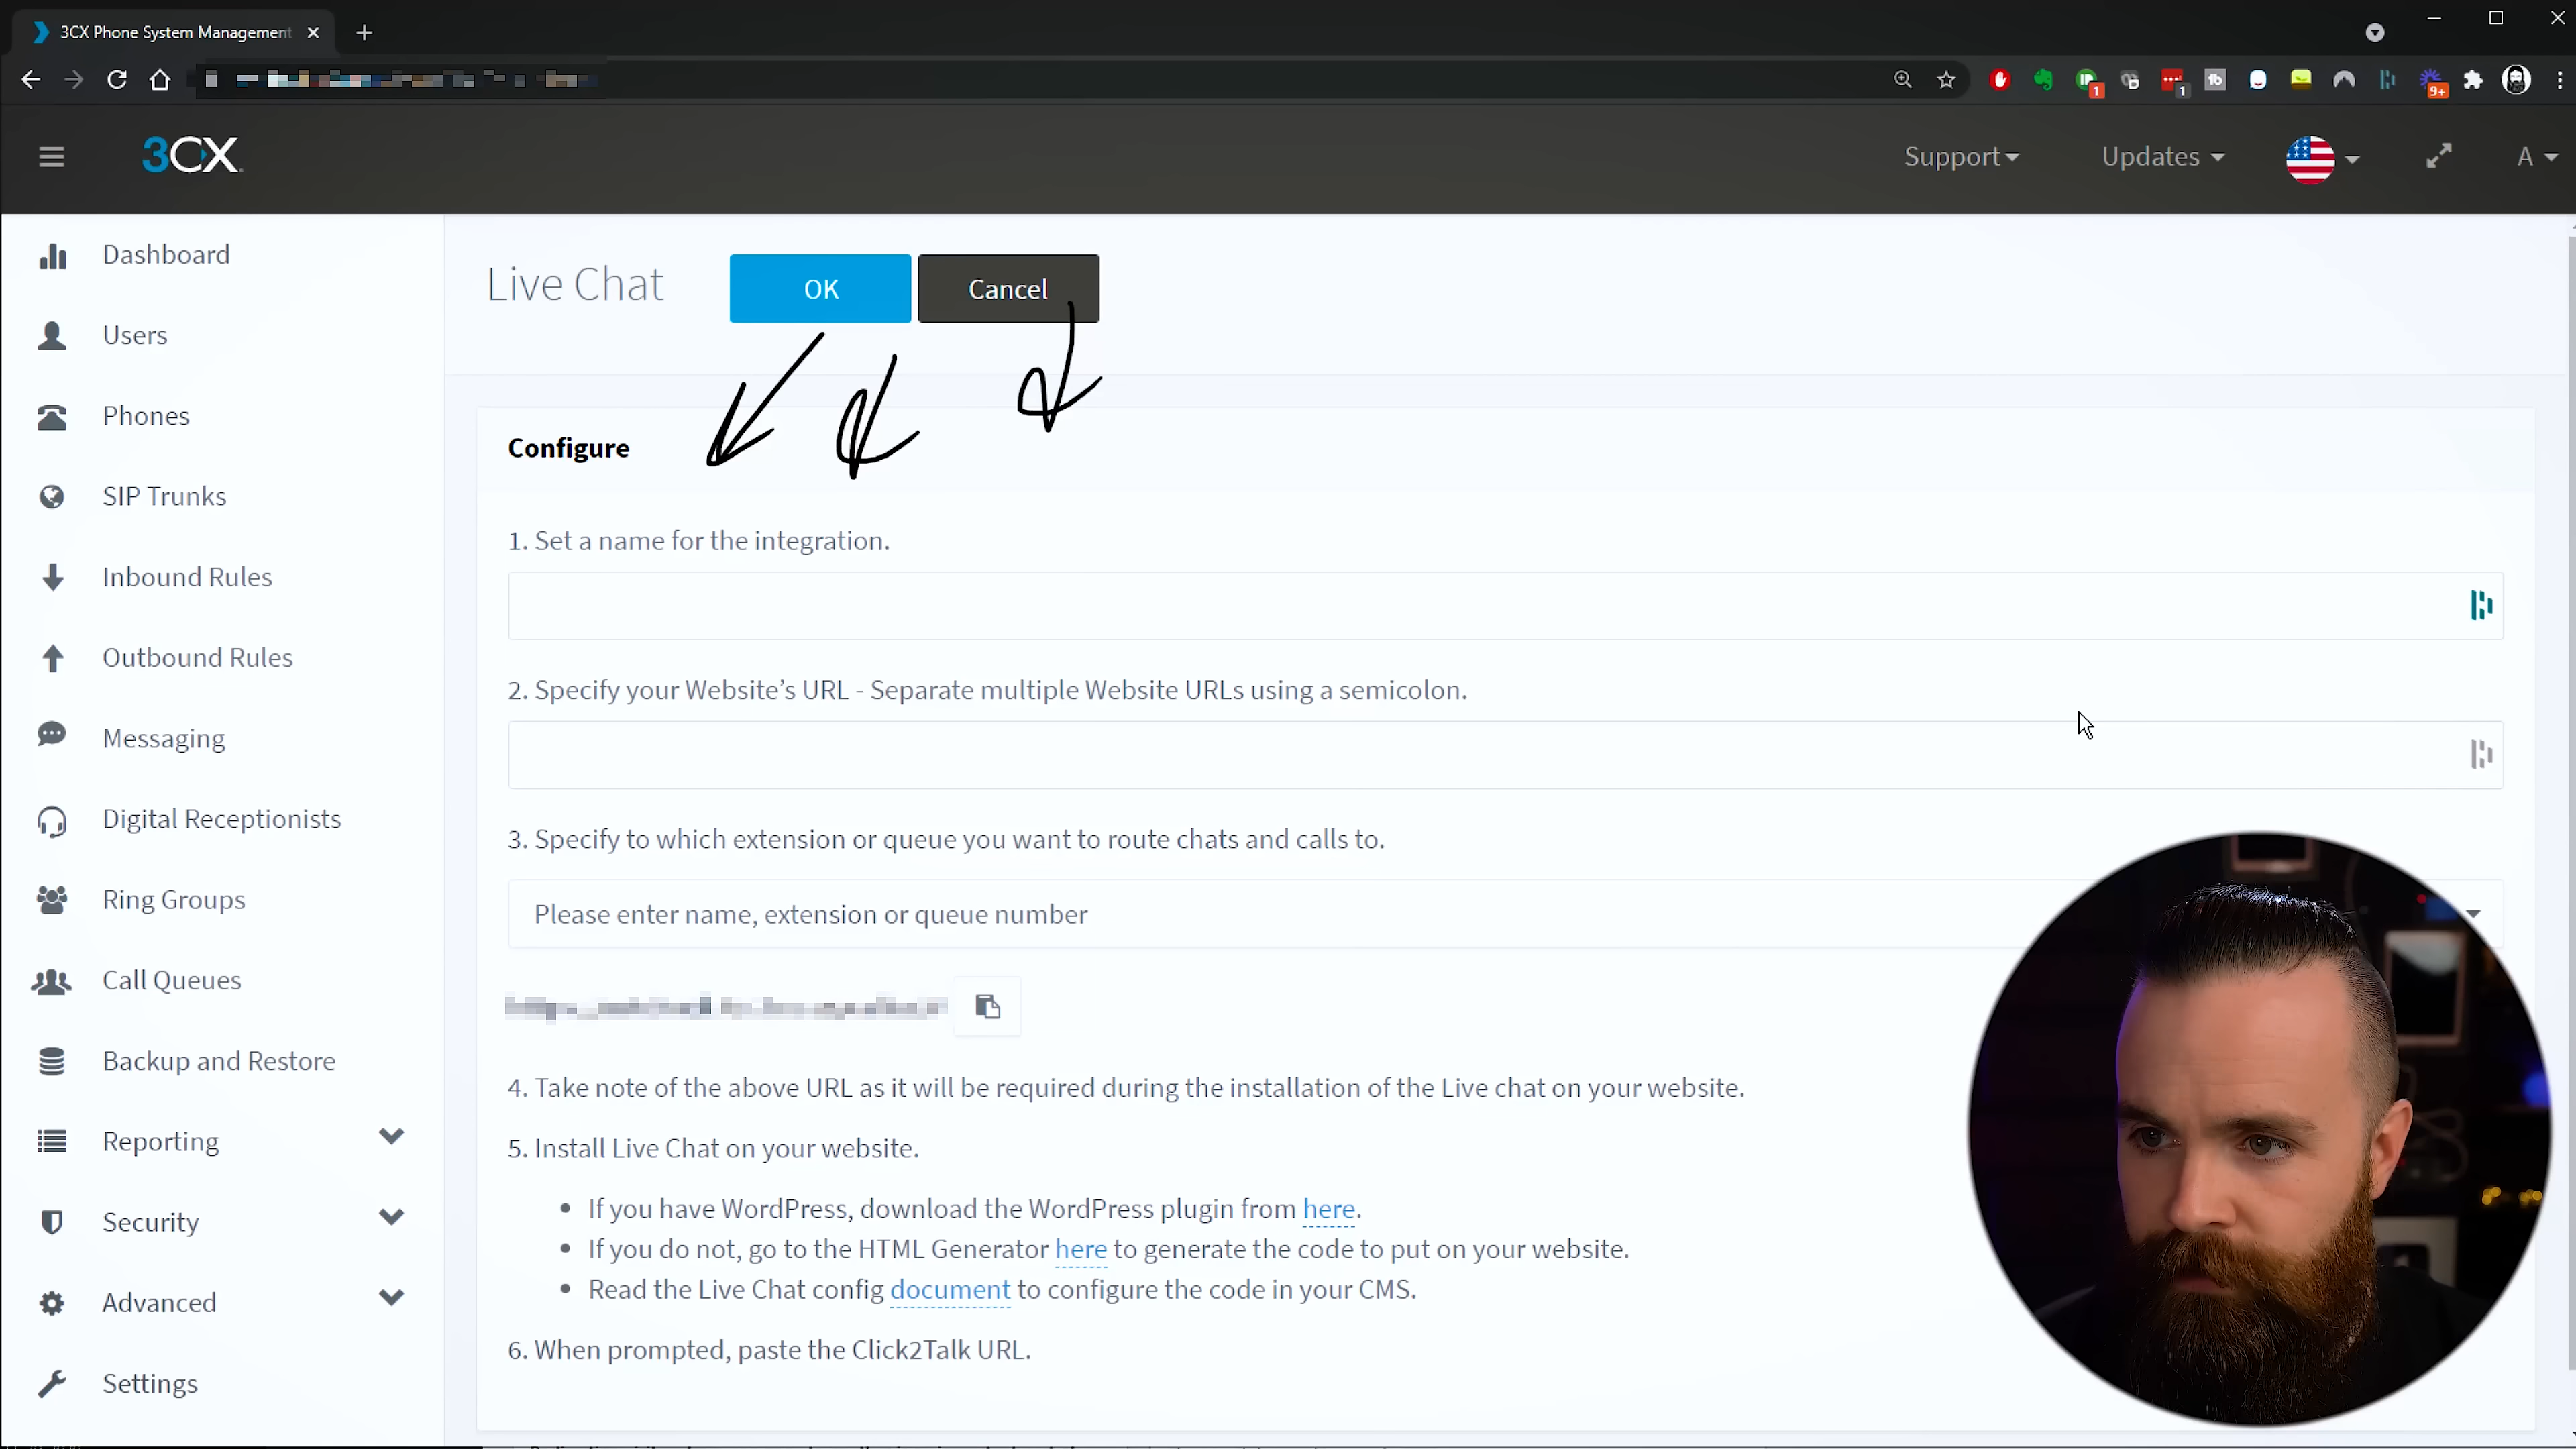 3CX Phone System Management
1
1
9+
3CX
Support
Updates
A
Dashboard
Users
Phones
SIP Trunks
Inbound Rules
Outbound Rules
Messaging
Digital Receptionists
Ring Groups
Call Queues
Backup and Restore
Reporting
Security
Advanced
Settings
Live Chat
OK
Cancel
Configure
1. Set a name for the integration.
2. Specify your Website’s URL - Separate multiple Website URLs using a semicolon.
3. Specify to which extension or queue you want to route chats and calls to.
Please enter name, extension or queue number
4. Take note of the above URL as it will be required during the installation of the Live chat on your website.
5. Install Live Chat on your website.
• If you have WordPress, download the WordPress plugin from here.
• If you do not, go to the HTML Generator here to generate the code to put on your website.
• Read the Live Chat config document to configure the code in your CMS.
6. When prompted, paste the Click2Talk URL.